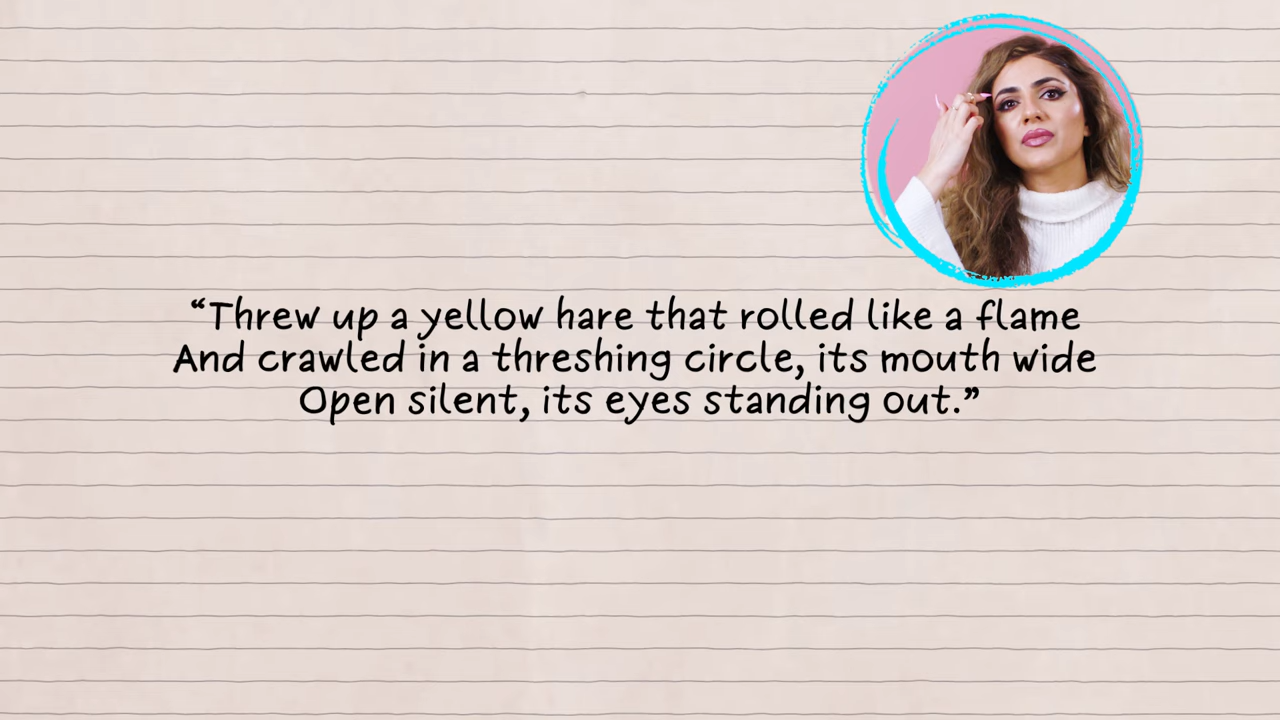 “Threw up a yellow hare that rolled like a flame
And crawled in a threshing circle, its mouth wide
Open silent, its eyes standing out.”